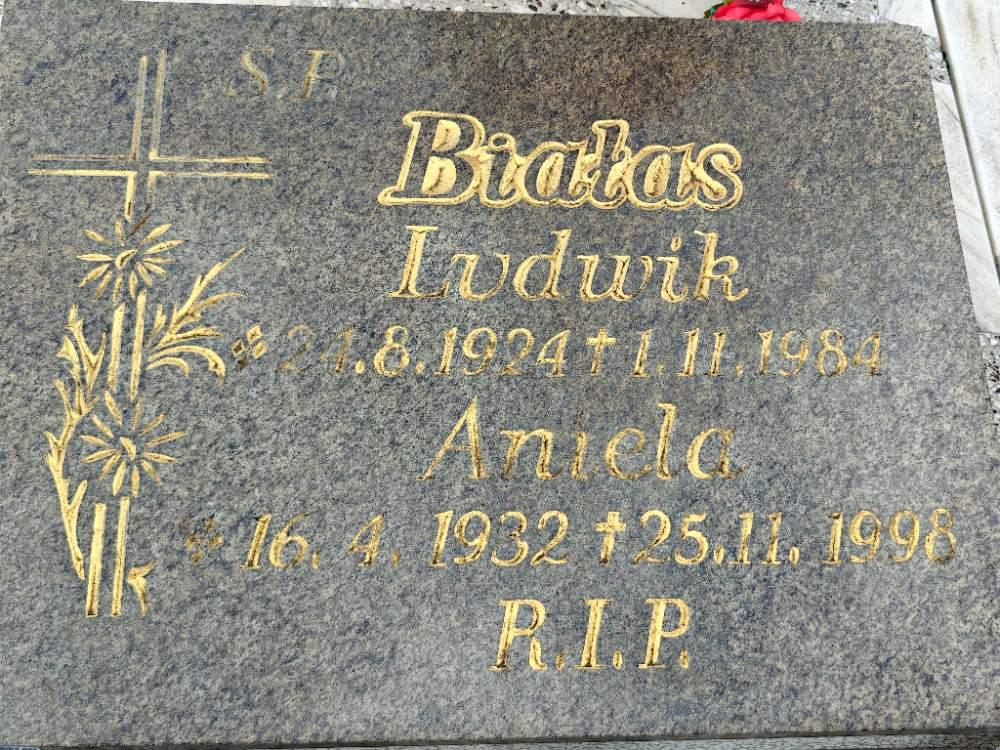 Ś.P.
Białas
Ludwik
* 24.8.1924 † 1.11.1984
Aniela
* 16.4.1932 † 25.11.1998
R.I.P.